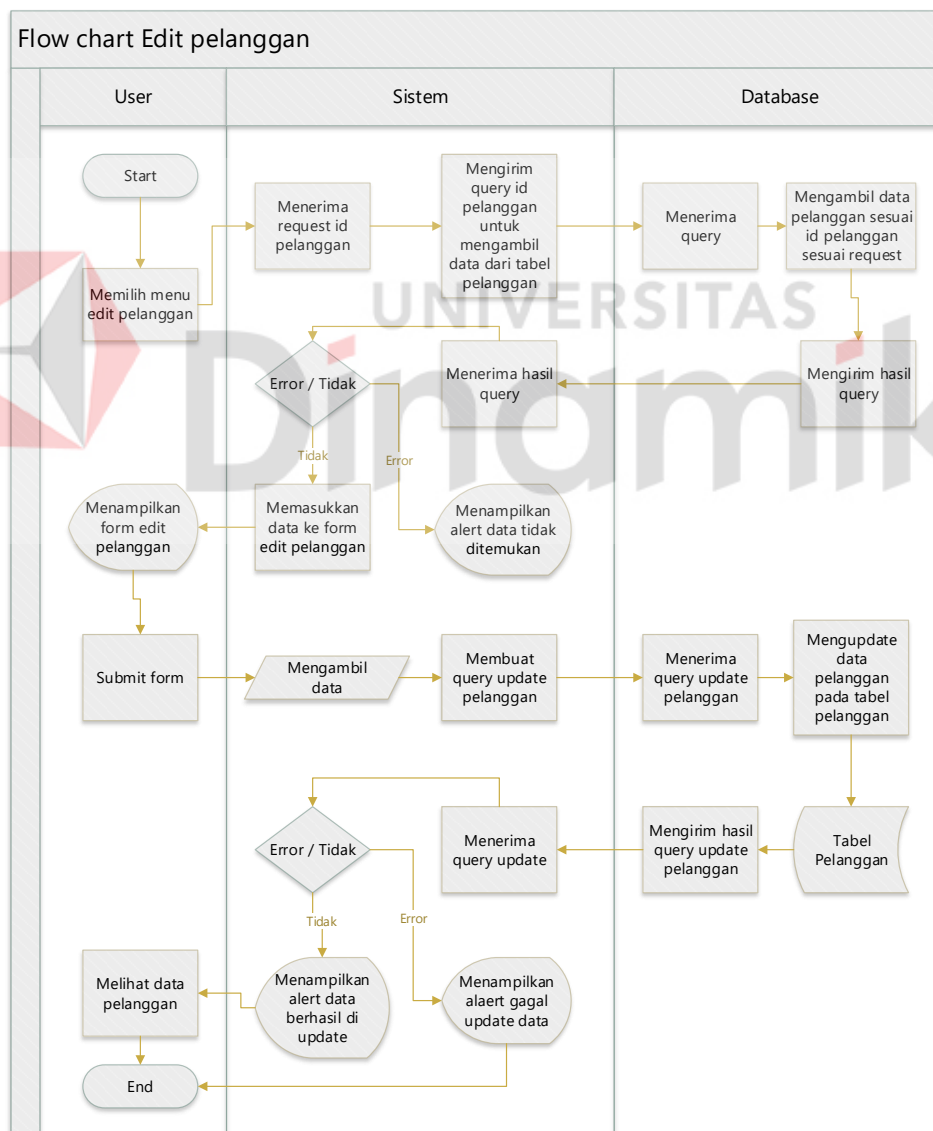 Flow chart Edit pelanggan
User
Sistem
Database
Start
Memilih menu
edit pelanggan
Menerima
request id
pelanggan
Mengirim
query id
pelanggan
untuk
mengambil
data dari tabel
pelanggan
Menerima
query
Mengambil data
pelanggan sesuai
id pelanggan
sesuai request
UNIVERSITAS
Dinamik
Error / Tidak
Menerima hasil
query
Mengirim hasil
query
Tidak
Error
Menampilkan
form edit
pelanggan
Memasukkan
data ke form
edit pelanggan
Menampilkan
alert data tidak
ditemukan
Submit form
Mengambil
data
Membuat
query update
pelanggan
Menerima
query update
pelanggan
Mengupdate
data
pelanggan
pada tabel
pelanggan
Error / Tidak
Menerima
query update
Mengirim hasil
query update
pelanggan
Tabel
Pelanggan
Tidak
Error
Melihat data
pelanggan
Menampilkan
alert data
berhasil di
update
Menampilkan
alaert gagal
update data
End